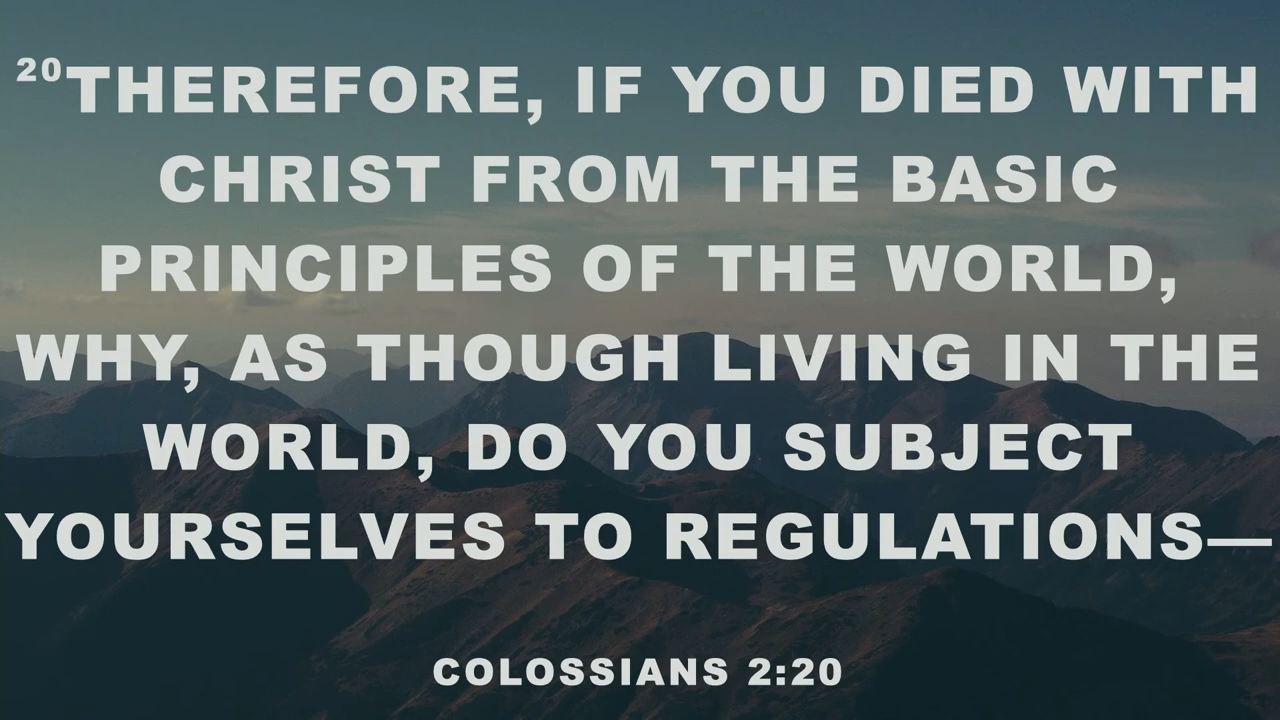 ²⁰THEREFORE, IF YOU DIED WITH
CHRIST FROM THE BASIC
PRINCIPLES OF THE WORLD,
WHY, AS THOUGH LIVING IN THE
WORLD, DO YOU SUBJECT
YOURSELVES TO REGULATIONS—
COLOSSIANS 2:20